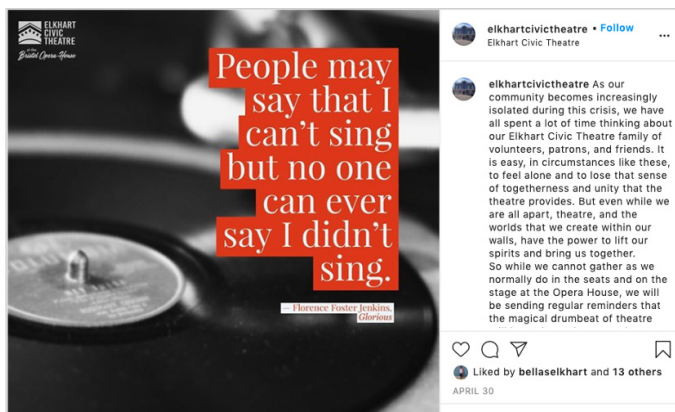 ELKHART
CIVIC
THEATRE
at the
Bristol Opera House
People may
say that I
can't sing
but no one
can ever
say I didn't
sing.
— Florence Foster Jenkins,
Glorious
elkhartcivictheatre • Follow
Elkhart Civic Theatre
...
elkhartcivictheatre As our
community becomes increasingly
isolated during this crisis, we have
all spent a lot of time thinking about
our Elkhart Civic Theatre family of
volunteers, patrons, and friends. It
is easy, in circumstances like these,
to feel alone and to lose that sense
of togetherness and unity that the
theatre provides. But even while we
are all apart, theatre, and the
worlds that we create within our
walls, have the power to lift our
spirits and bring us together.
So while we cannot gather as we
normally do in the seats and on the
stage at the Opera House, we will
be sending regular reminders that
the magical drumbeat of theatre
Liked by bellaselkhart and 13 others
APRIL 30